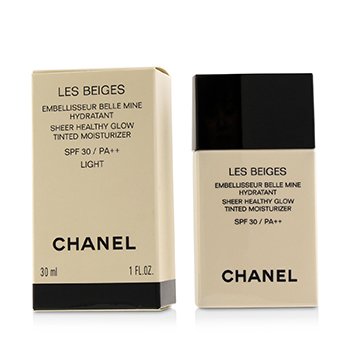 LES BEIGES
EMBELLISSEUR BELLE MINE
HYDRATANT
SHEER HEALTHY GLOW
TINTED MOISTURIZER
SPF 30 / PA++
LIGHT
CHANEL
30 ml 1 FL.OZ.
LES BEIGES
EMBELLISSEUR BELLE MINE
HYDRATANT
SHEER HEALTHY GLOW
TINTED MOISTURIZER
SPF 30 / PA++
CHANEL